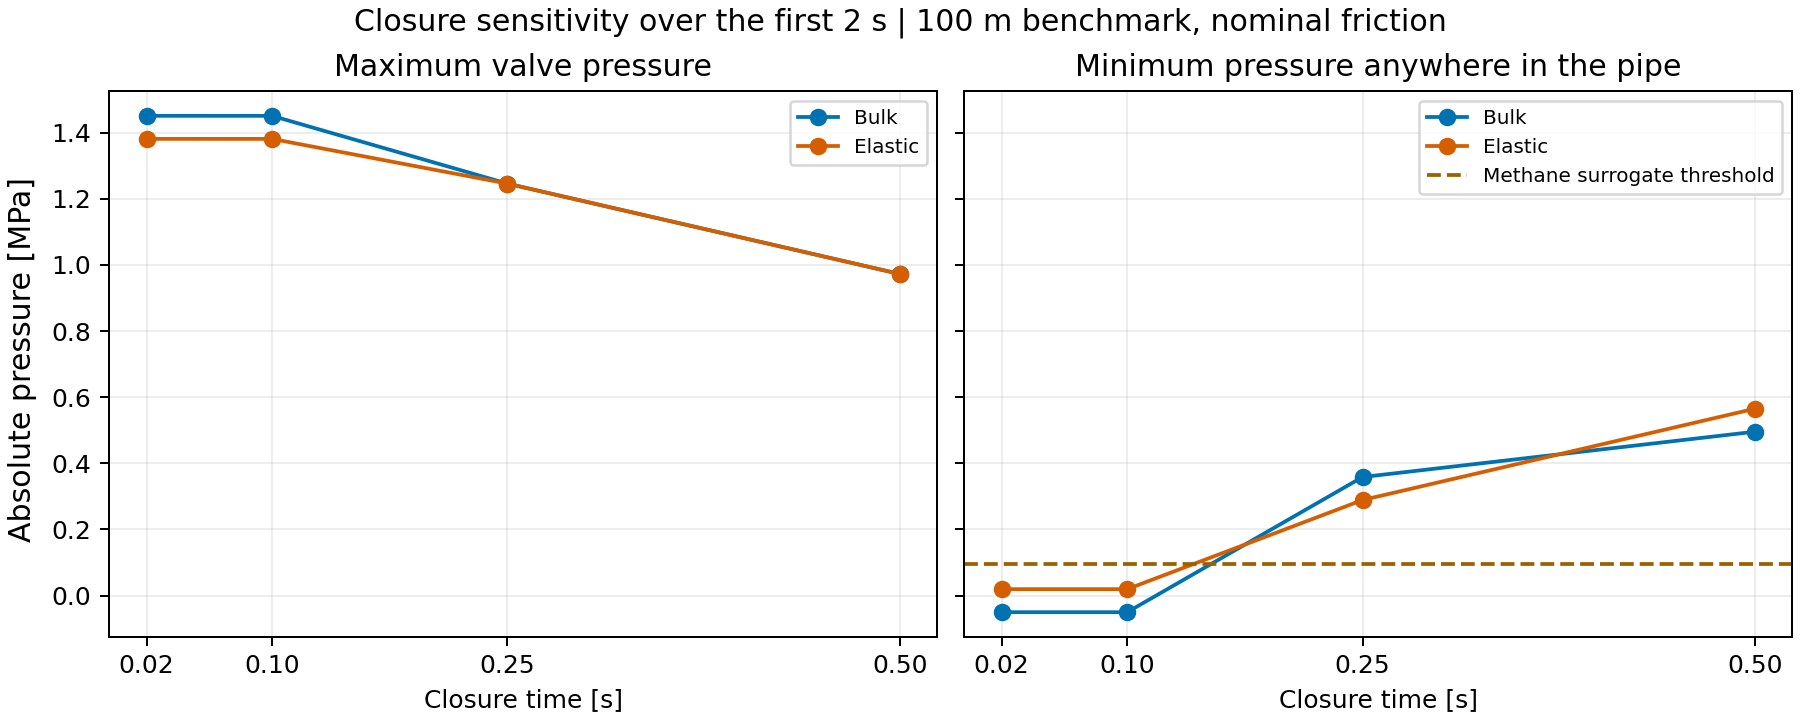 Closure sensitivity over the first 2 s | 100 m benchmark, nominal friction
Maximum valve pressure
Absolute pressure [MPa]
1.4
1.2
1.0
0.8
0.6
0.4
0.2
0.0
Bulk
Elastic
0.02
0.10
0.25
0.50
Closure time [s]
Minimum pressure anywhere in the pipe
Bulk
Elastic
Methane surrogate threshold
0.02
0.10
0.25
0.50
Closure time [s]